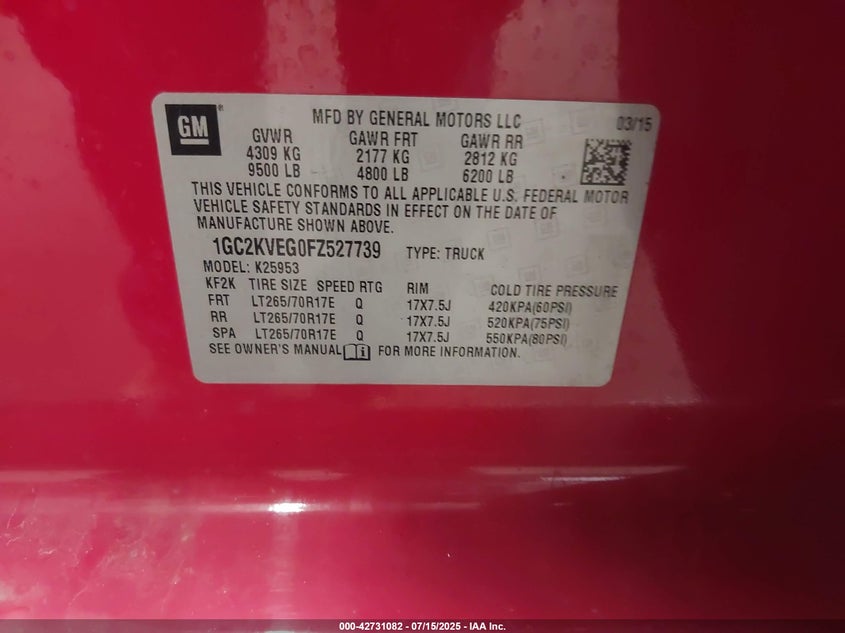 GM ®
MFD BY GENERAL MOTORS LLC 03/15
GVWR GAWR FRT GAWR RR
4309 KG 2177 KG 2812 KG
9500 LB 4800 LB 6200 LB
THIS VEHICLE CONFORMS TO ALL APPLICABLE U.S. FEDERAL MOTOR
VEHICLE SAFETY STANDARDS IN EFFECT ON THE DATE OF
MANUFACTURE SHOWN ABOVE.
1GC2KVEG0FZ527739 TYPE: TRUCK
MODEL: K25953
KF2K TIRE SIZE SPEED RTG RIM COLD TIRE PRESSURE
FRT LT265/70R17E Q 17X7.5J 420KPA(60PSI)
RR LT265/70R17E Q 17X7.5J 520KPA(75PSI)
SPA LT265/70R17E Q 17X7.5J 550KPA(80PSI)
SEE OWNER'S MANUAL FOR MORE INFORMATION.
000-42731082 - 07/15/2025 - IAA Inc.